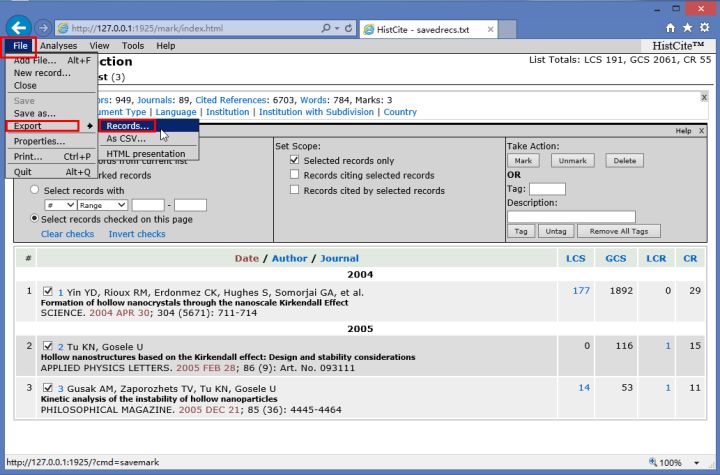 http://127.0.0.1:1925/mark/index.html
HistCite - savedrecs.txt
File Analyses View Tools Help
HistCite™
Add File... Alt+F
New record...
Close
Save
Save as...
Export
Properties...
Print... Ctrl+P
Quit Alt+Q
Records...
As CSV...
HTML presentation
ction
List Totals: LCS 191, GCS 2061, CR 55
st (3)
ors: 949, Journals: 89, Cited References: 6703, Words: 784, Marks: 3
X
ument Type | Language | Institution | Institution with Subdivision | Country
Help X
Set Scope:
Take Action:
ecords from current list
Selected records only
Mark Unmark Delete
rked records
Records citing selected records
OR
Select records with
Records cited by selected records
Tag:
# Range -
Description:
Select records checked on this page
Clear checks Invert checks
Tag Untag Remove All Tags
# Date / Author / Journal LCS GCS LCR CR
2004
1 1 Yin YD, Rioux RM, Erdonmez CK, Hughes S, Somorjai GA, et al. 177 1892 0 29
Formation of hollow nanocrystals through the nanoscale Kirkendall Effect
SCIENCE. 2004 APR 30; 304 (5671): 711-714
2005
2 2 Tu KN, Gosele U 0 116 1 15
Hollow nanostructures based on the Kirkendall effect: Design and stability considerations
APPLIED PHYSICS LETTERS. 2005 FEB 28; 86 (9): Art. No. 093111
3 3 Gusak AM, Zaporozhets TV, Tu KN, Gosele U 14 53 1 11
Kinetic analysis of the instability of hollow nanoparticles
PHILOSOPHICAL MAGAZINE. 2005 DEC 21; 85 (36): 4445-4464
http://127.0.0.1:1925/?cmd=savemark
100%